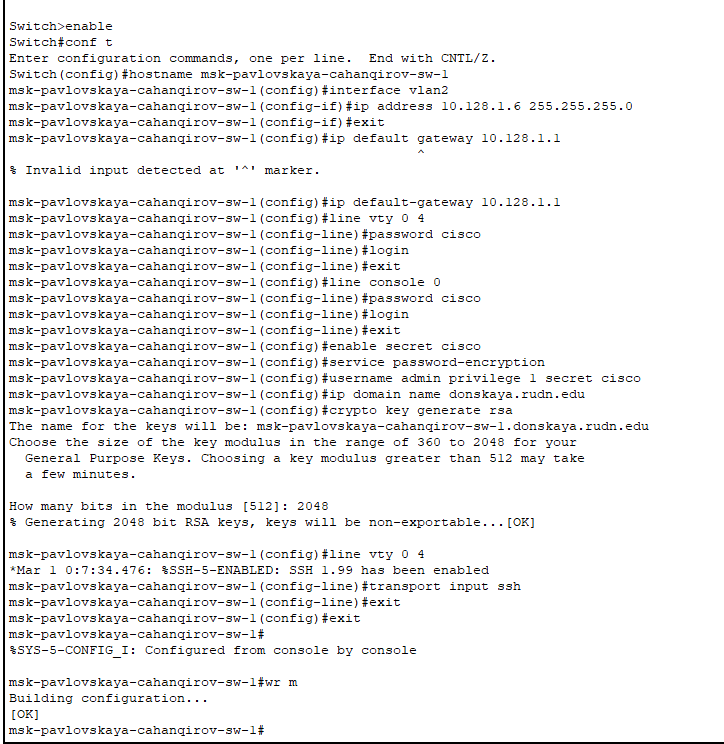 Switch>enable
Switch#conf t
Enter configuration commands, one per line.  End with CNTL/Z.
Switch(config)#hostname msk-pavlovskaya-cahanqirov-sw-1
msk-pavlovskaya-cahanqirov-sw-1(config)#interface vlan2
msk-pavlovskaya-cahanqirov-sw-1(config-if)#ip address 10.128.1.6 255.255.255.0
msk-pavlovskaya-cahanqirov-sw-1(config-if)#exit
msk-pavlovskaya-cahanqirov-sw-1(config)#ip default gateway 10.128.1.1
^
% Invalid input detected at '^' marker.
msk-pavlovskaya-cahanqirov-sw-1(config)#ip default-gateway 10.128.1.1
msk-pavlovskaya-cahanqirov-sw-1(config)#line vty 0 4
msk-pavlovskaya-cahanqirov-sw-1(config-line)#password cisco
msk-pavlovskaya-cahanqirov-sw-1(config-line)#login
msk-pavlovskaya-cahanqirov-sw-1(config-line)#exit
msk-pavlovskaya-cahanqirov-sw-1(config)#line console 0
msk-pavlovskaya-cahanqirov-sw-1(config-line)#password cisco
msk-pavlovskaya-cahanqirov-sw-1(config-line)#login
msk-pavlovskaya-cahanqirov-sw-1(config-line)#exit
msk-pavlovskaya-cahanqirov-sw-1(config)#enable secret cisco
msk-pavlovskaya-cahanqirov-sw-1(config)#service password-encryption
msk-pavlovskaya-cahanqirov-sw-1(config)#username admin privilege 1 secret cisco
msk-pavlovskaya-cahanqirov-sw-1(config)#ip domain name donskaya.rudn.edu
msk-pavlovskaya-cahanqirov-sw-1(config)#crypto key generate rsa
The name for the keys will be: msk-pavlovskaya-cahanqirov-sw-1.donskaya.rudn.edu
Choose the size of the key modulus in the range of 360 to 2048 for your
General Purpose Keys. Choosing a key modulus greater than 512 may take
a few minutes.
How many bits in the modulus [512]: 2048
% Generating 2048 bit RSA keys, keys will be non-exportable...[OK]
msk-pavlovskaya-cahanqirov-sw-1(config)#line vty 0 4
*Mar 1 0:7:34.476: %SSH-5-ENABLED: SSH 1.99 has been enabled
msk-pavlovskaya-cahanqirov-sw-1(config-line)#transport input ssh
msk-pavlovskaya-cahanqirov-sw-1(config-line)#exit
msk-pavlovskaya-cahanqirov-sw-1(config)#exit
msk-pavlovskaya-cahanqirov-sw-1#
%SYS-5-CONFIG_I: Configured from console by console
msk-pavlovskaya-cahanqirov-sw-1#wr m
Building configuration...
[OK]
msk-pavlovskaya-cahanqirov-sw-1#